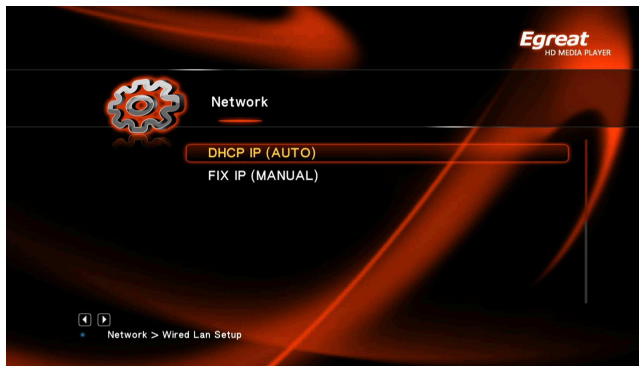 Egreat
HD MEDIA PLAYER
Network
DHCP IP (AUTO)
FIX IP (MANUAL)
Network > Wired Lan Setup